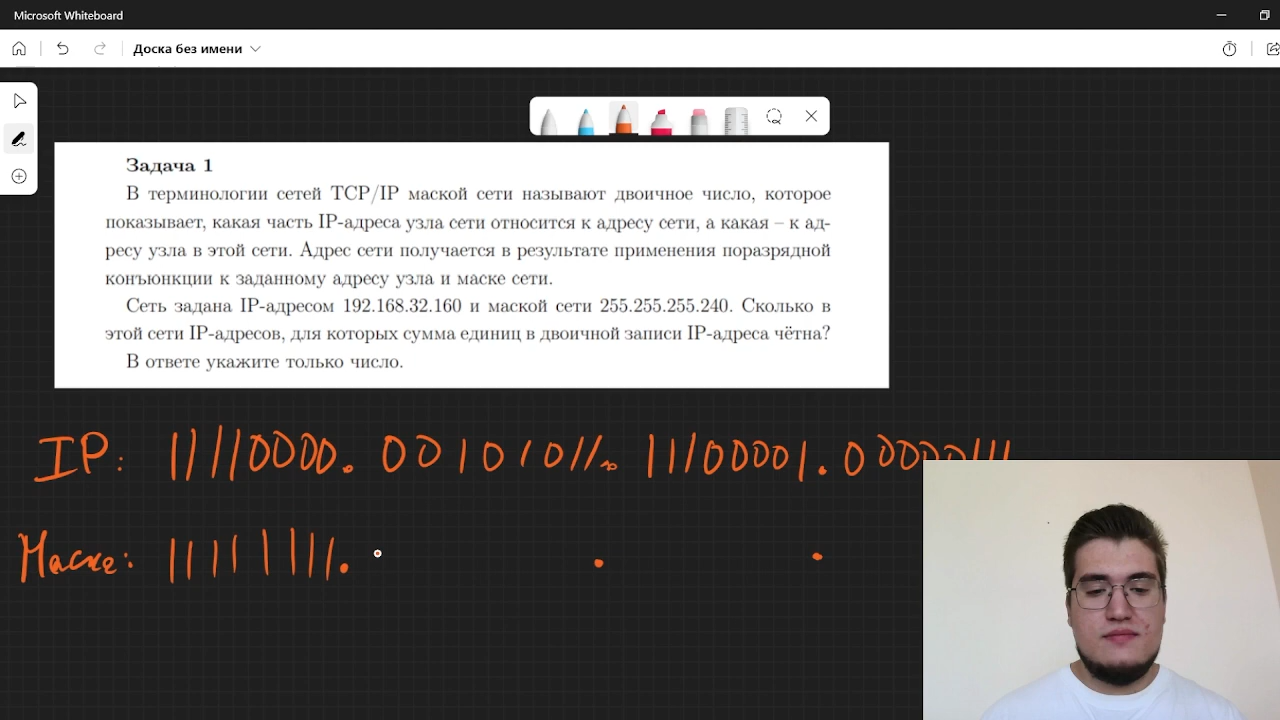 Microsoft Whiteboard
Доска без имени
Задача 1
В терминологии сетей TCP/IP маской сети называют двоичное число, которое
показывает, какая часть IP-адреса узла сети относится к адресу сети, а какая – к ад-
ресу узла в этой сети. Адрес сети получается в результате применения поразрядной
конъюнкции к заданному адресу узла и маске сети.
Сеть задана IP-адресом 192.168.32.160 и маской сети 255.255.255.240. Сколько в
этой сети IP-адресов, для которых сумма единиц в двоичной записи IP-адреса чётна?
В ответе укажите только число.
IP: 11110000. 00101011. 11100001. 00000111
Маска: 11111111. . .